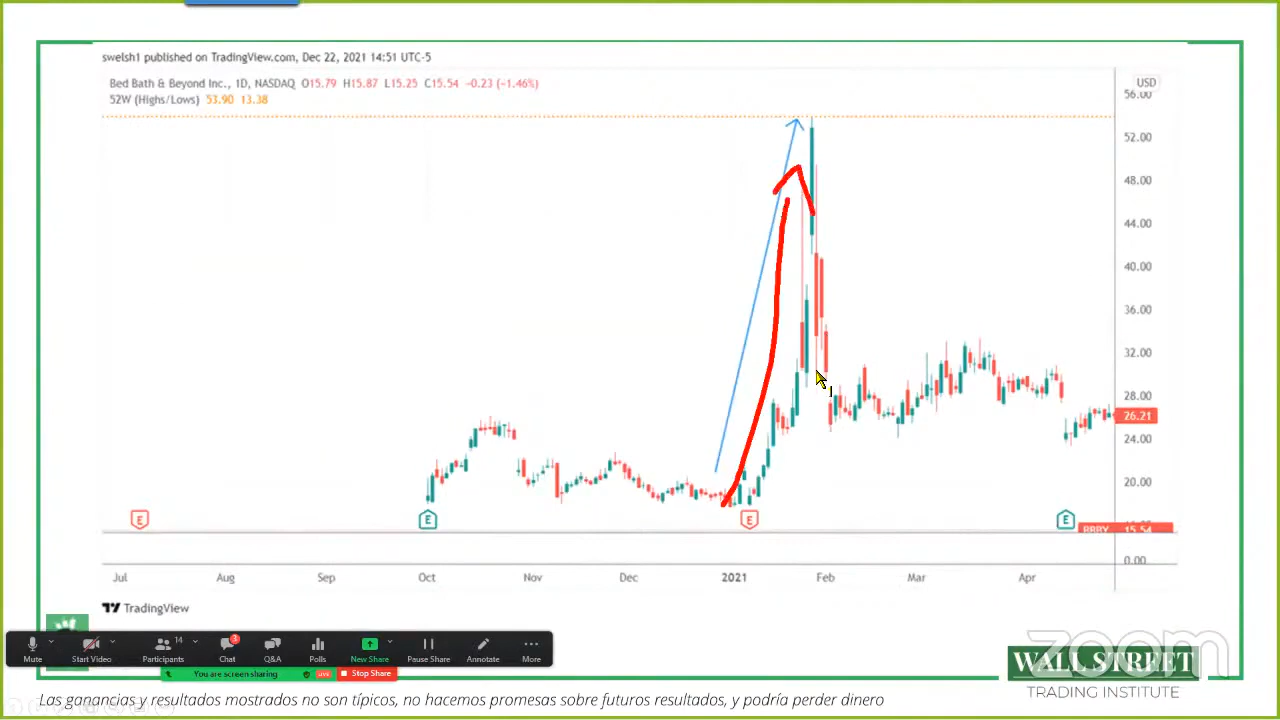 swelsh1 published on TradingView.com, Dec 22, 2021 14:51 UTC-5
Bed Bath & Beyond Inc., 1D, NASDAQ O15.79 H15.87 L15.25 C15.54 −0.23 (−1.46%)
52W (Highs/Lows) 53.90 13.38
USD
56.00
52.00
48.00
44.00
40.00
36.00
32.00
28.00
26.21
24.00
20.00
E E E E
BBBY 15.54
0.00
Jul Aug Sep Oct Nov Dec 2021 Feb Mar Apr
TradingView
14 3
Mute Start Video Participants Chat Q&A Polls New Share Pause Share Annotate More
You are screen sharing LIVE Stop Share
zoom
WALL STREET
TRADING INSTITUTE
Las ganancias y resultados mostrados no son típicos, no hacemos promesas sobre futuros resultados, y podría perder dinero